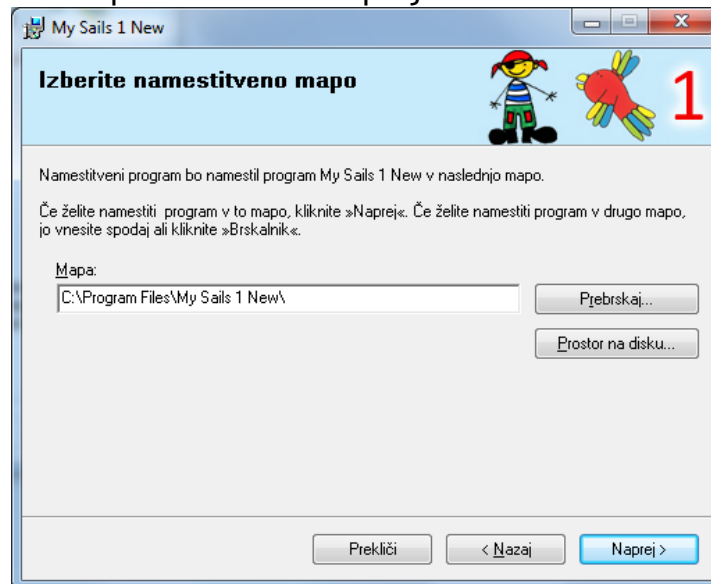 My Sails 1 New
Izberite namestitveno mapo
1
Namestitveni program bo namestil program My Sails 1 New v naslednjo mapo.
Če želite namestiti program v to mapo, kliknite »Naprej«. Če želite namestiti program v drugo mapo,
jo vnesite spodaj ali kliknite »Brskalnik«.
Mapa:
C:\Program Files\My Sails 1 New\
Prebrskaj...
Prostor na disku...
Prekliči
< Nazaj
Naprej >